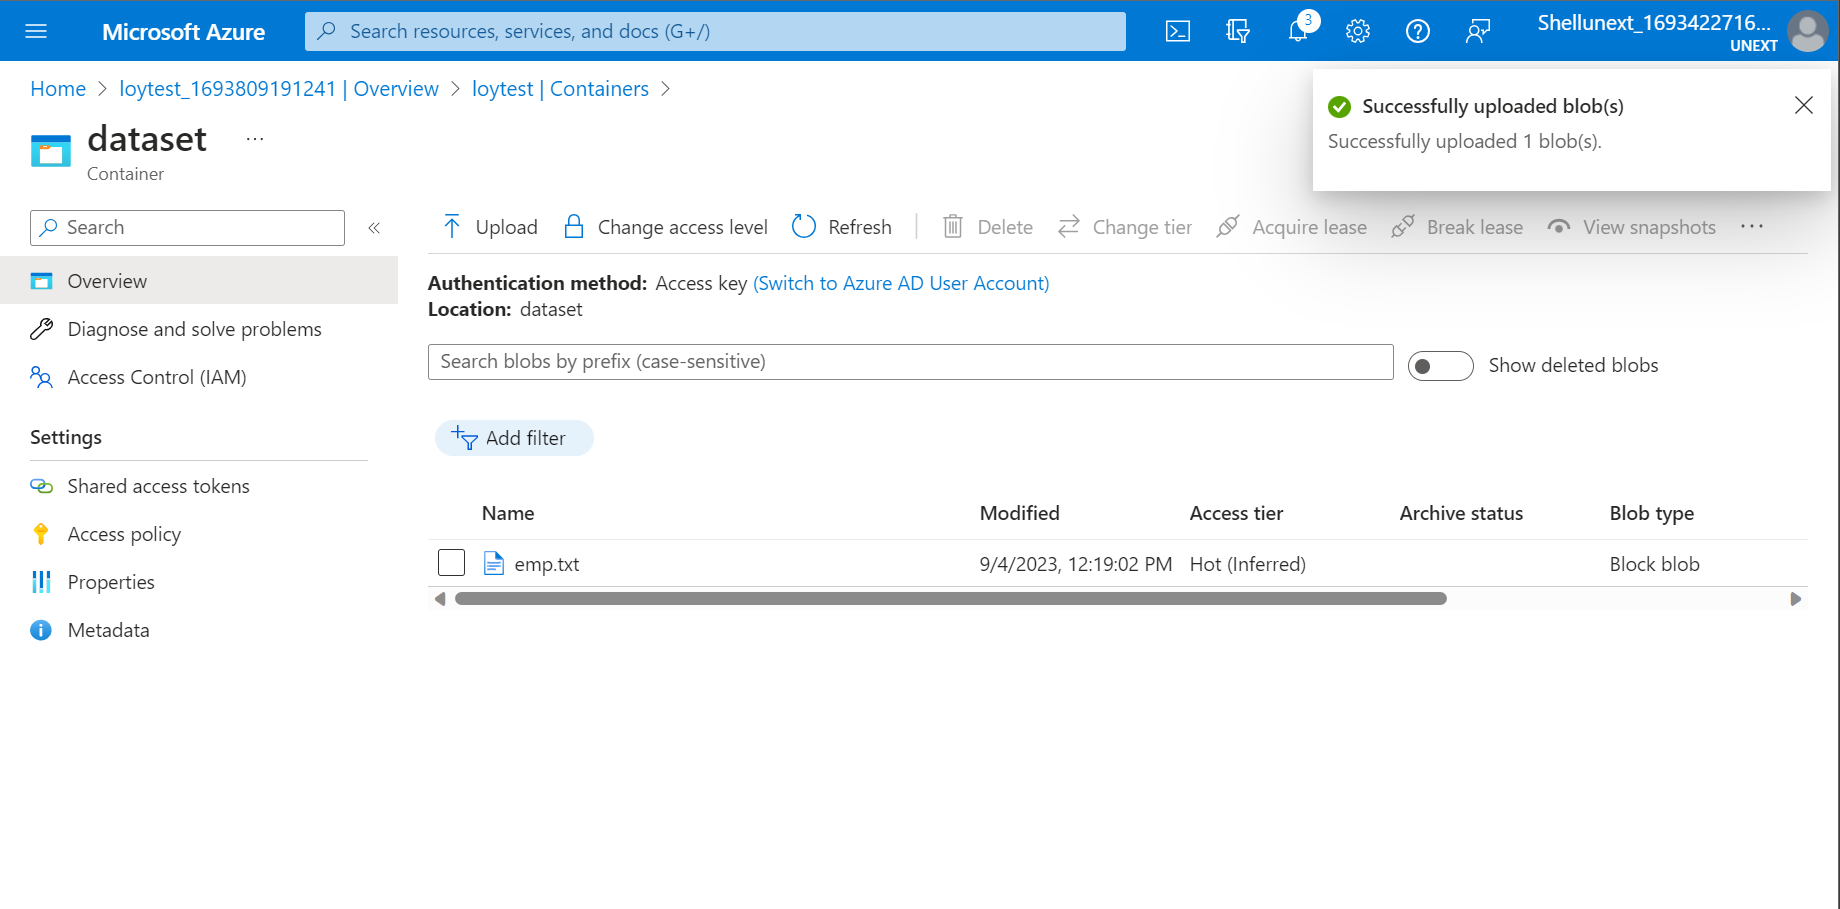 Microsoft Azure
Search resources, services, and docs (G+/)
3
Shellunext_1693422716...
UNEXT
Home > loytest_1693809191241 | Overview > loytest | Containers >
Successfully uploaded blob(s)
Successfully uploaded 1 blob(s).
dataset ...
Container
Search «
Overview
Diagnose and solve problems
Access Control (IAM)
Settings
Shared access tokens
Access policy
Properties
Metadata
Upload Change access level Refresh Delete Change tier Acquire lease Break lease View snapshots ...
Authentication method: Access key (Switch to Azure AD User Account)
Location: dataset
Search blobs by prefix (case-sensitive)
Show deleted blobs
Add filter
Name Modified Access tier Archive status Blob type
emp.txt 9/4/2023, 12:19:02 PM Hot (Inferred) Block blob